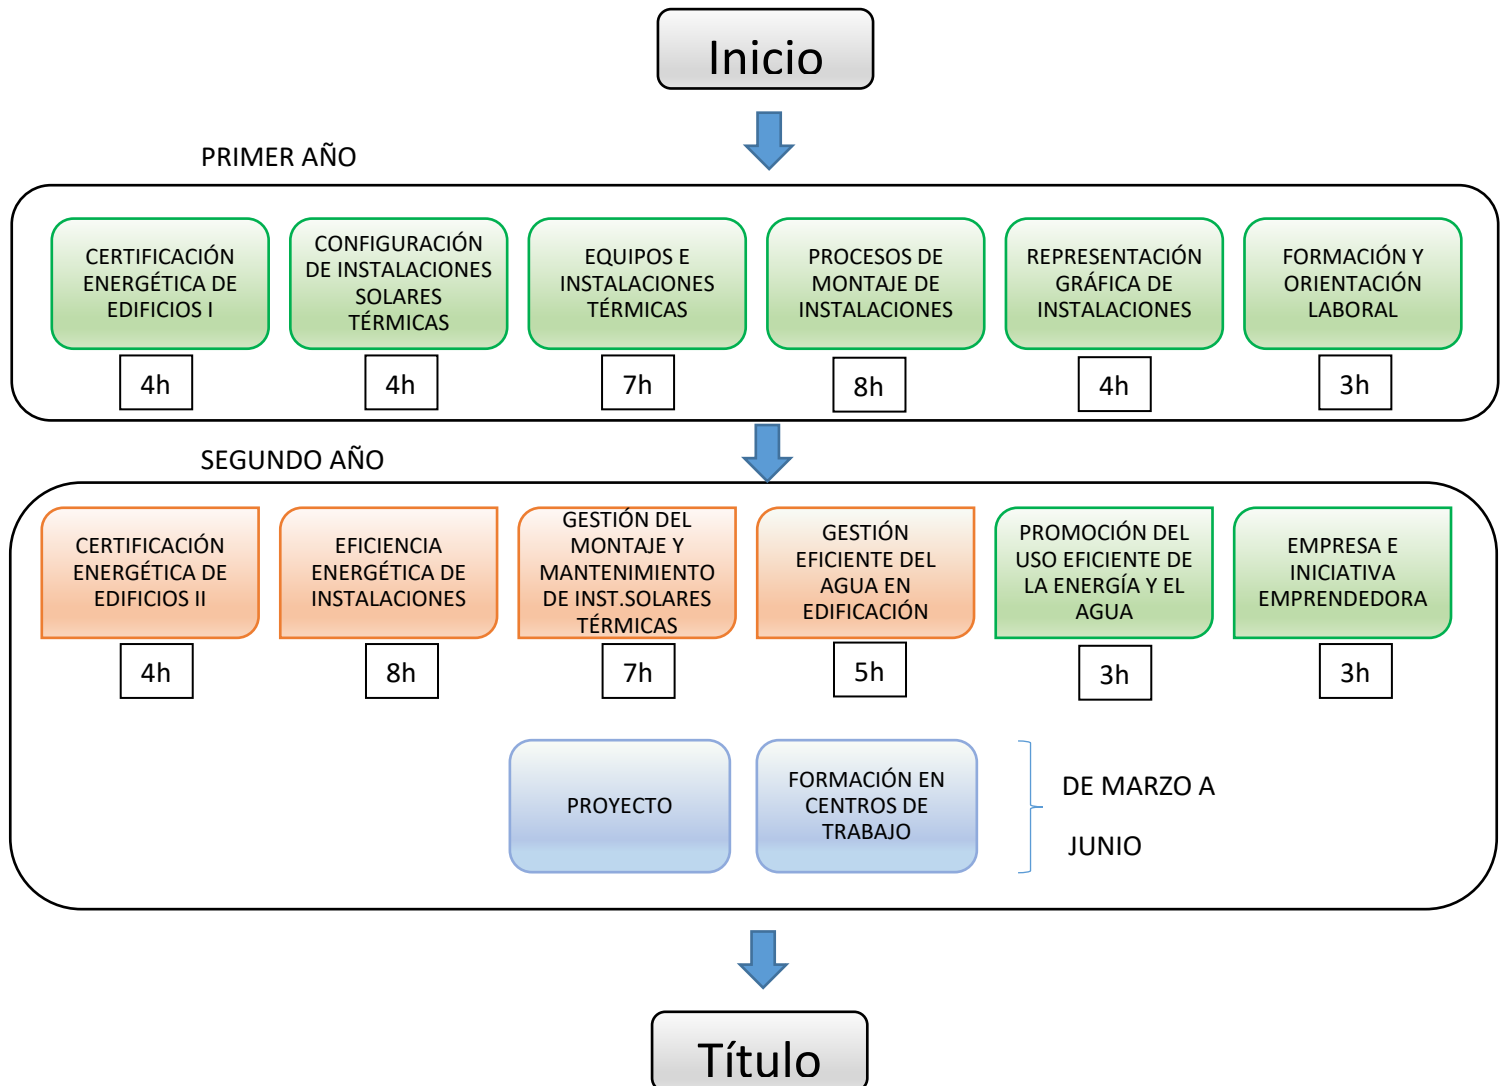 Inicio
PRIMER AÑO
CERTIFICACIÓN
ENERGÉTICA DE
EDIFICIOS I
4h
CONFIGURACIÓN
DE INSTALACIONES
SOLARES
TÉRMICAS
4h
EQUIPOS E
INSTALACIONES
TÉRMICAS
7h
PROCESOS DE
MONTAJE DE
INSTALACIONES
8h
REPRESENTACIÓN
GRÁFICA DE
INSTALACIONES
4h
FORMACIÓN Y
ORIENTACIÓN
LABORAL
3h
SEGUNDO AÑO
CERTIFICACIÓN
ENERGÉTICA DE
EDIFICIOS II
4h
EFICIENCIA
ENERGÉTICA DE
INSTALACIONES
8h
GESTIÓN DEL
MONTAJE Y
MANTENIMIENTO
DE INST.SOLARES
TÉRMICAS
7h
GESTIÓN
EFICIENTE DEL
AGUA EN
EDIFICACIÓN
5h
PROMOCIÓN DEL
USO EFICIENTE DE
LA ENERGÍA Y EL
AGUA
3h
EMPRESA E
INICIATIVA
EMPRENDEDORA
3h
PROYECTO
FORMACIÓN EN
CENTROS DE
TRABAJO
DE MARZO A
JUNIO
Título